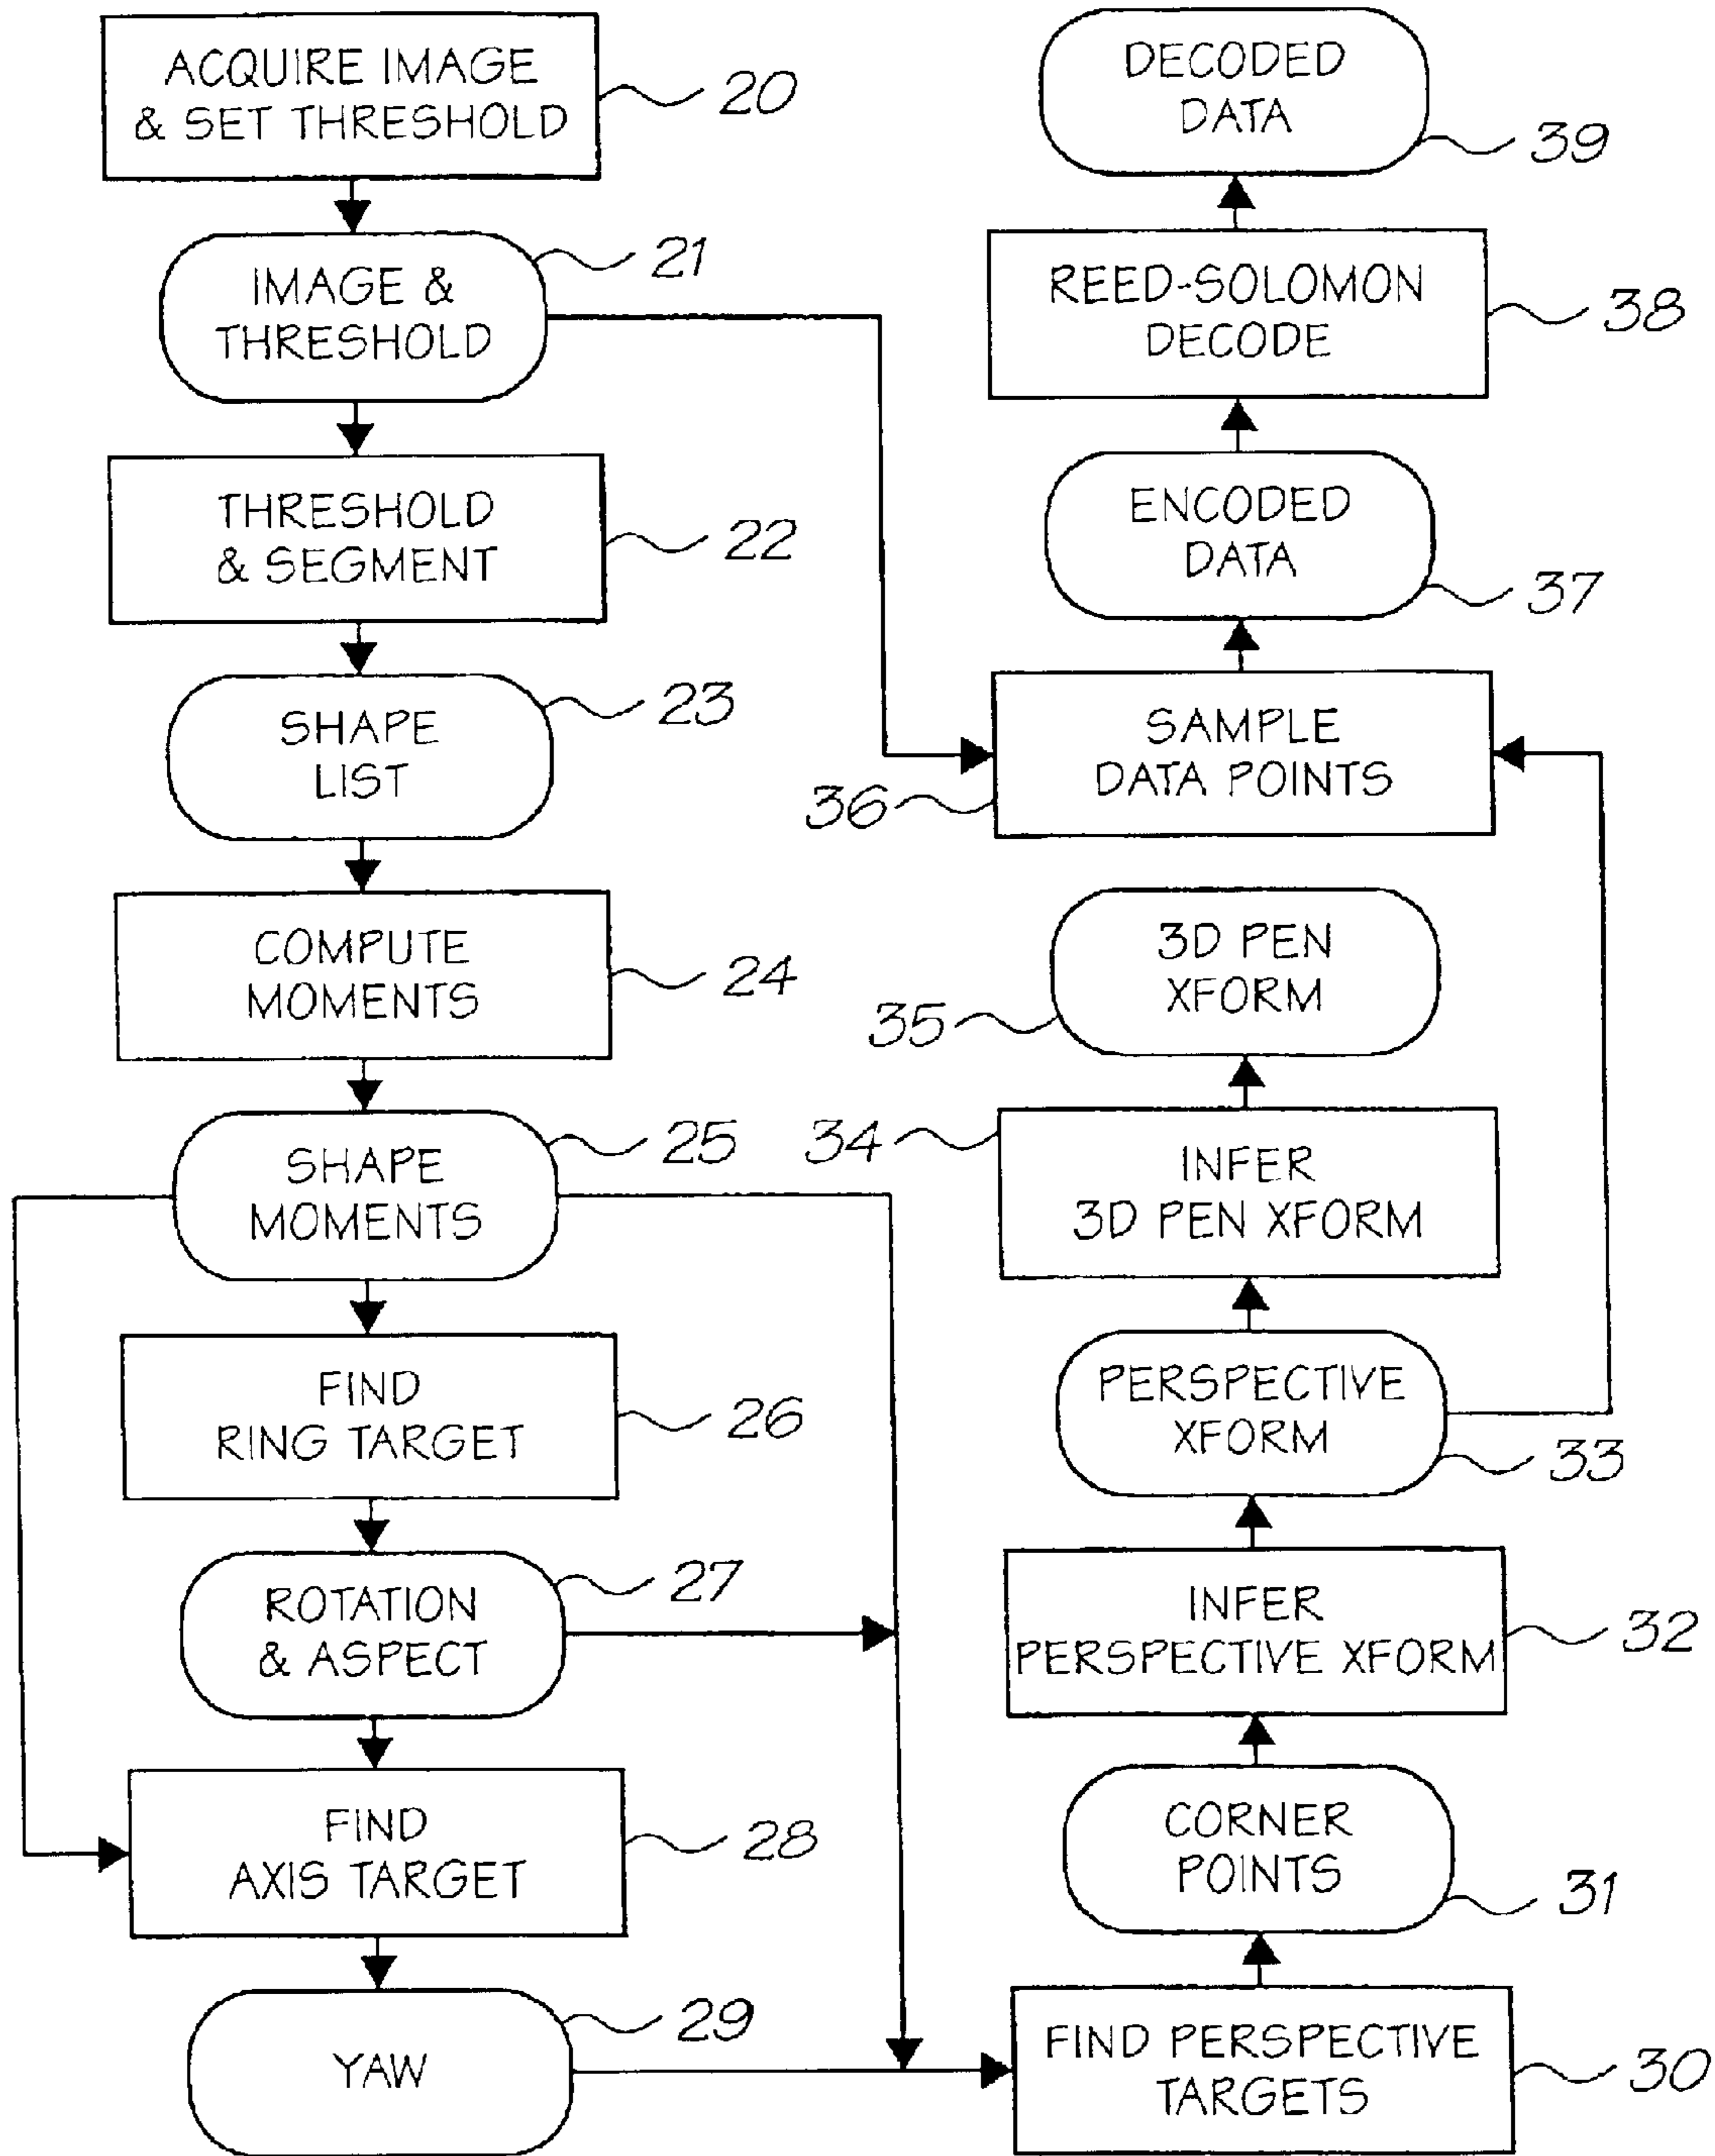 ACQUIRE IMAGE
& SET THRESHOLD
20
IMAGE &
THRESHOLD
21
THRESHOLD
& SEGMENT
22
SHAPE
LIST
23
COMPUTE
MOMENTS
24
SHAPE
MOMENTS
25
FIND
RING TARGET
26
ROTATION
& ASPECT
27
FIND
AXIS TARGET
28
YAW
29
FIND PERSPECTIVE
TARGETS
30
CORNER
POINTS
31
INFER
PERSPECTIVE XFORM
32
PERSPECTIVE
XFORM
33
INFER
3D PEN XFORM
34
3D PEN
XFORM
35
SAMPLE
DATA POINTS
36
ENCODED
DATA
37
REED-SOLOMON
DECODE
38
DECODED
DATA
39